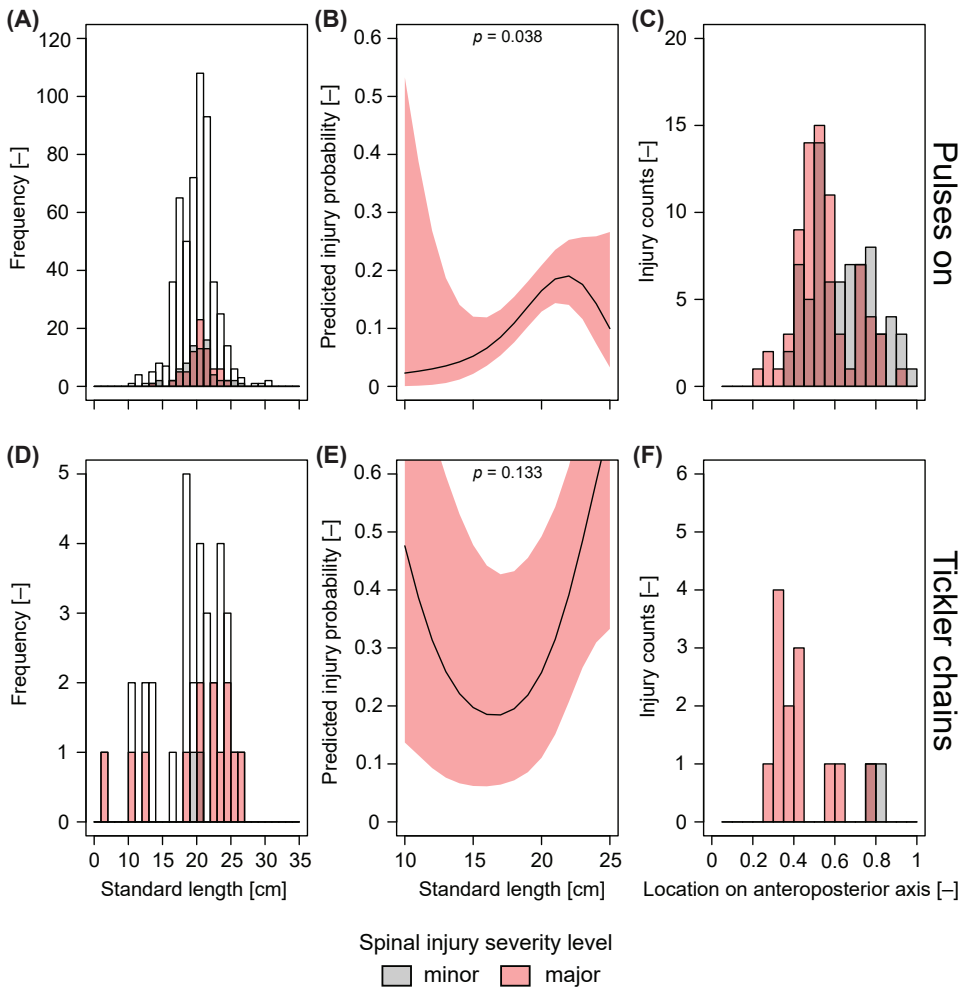 (A)
(B)
(C)
120
100
80
60
40
20
0
Frequency [–]
0.6
0.5
0.4
0.3
0.2
0.1
0
Predicted injury probability [–]
p = 0.038
20
15
10
5
0
Injury counts [–]
Pulses on
(D)
(E)
(F)
5
4
3
2
1
0
Frequency [–]
0 10 20 25 35
Standard length [cm]
0.6
0.5
0.4
0.3
0.2
0.1
0
Predicted injury probability [–]
p = 0.133
10 15 20 25
Standard length [cm]
6
5
4
3
2
1
0
Injury counts [–]
0 0.2 0.4 0.6 0.8 1
Location on anteroposterior axis [–]
Tickler chains
Spinal injury severity level
minor major